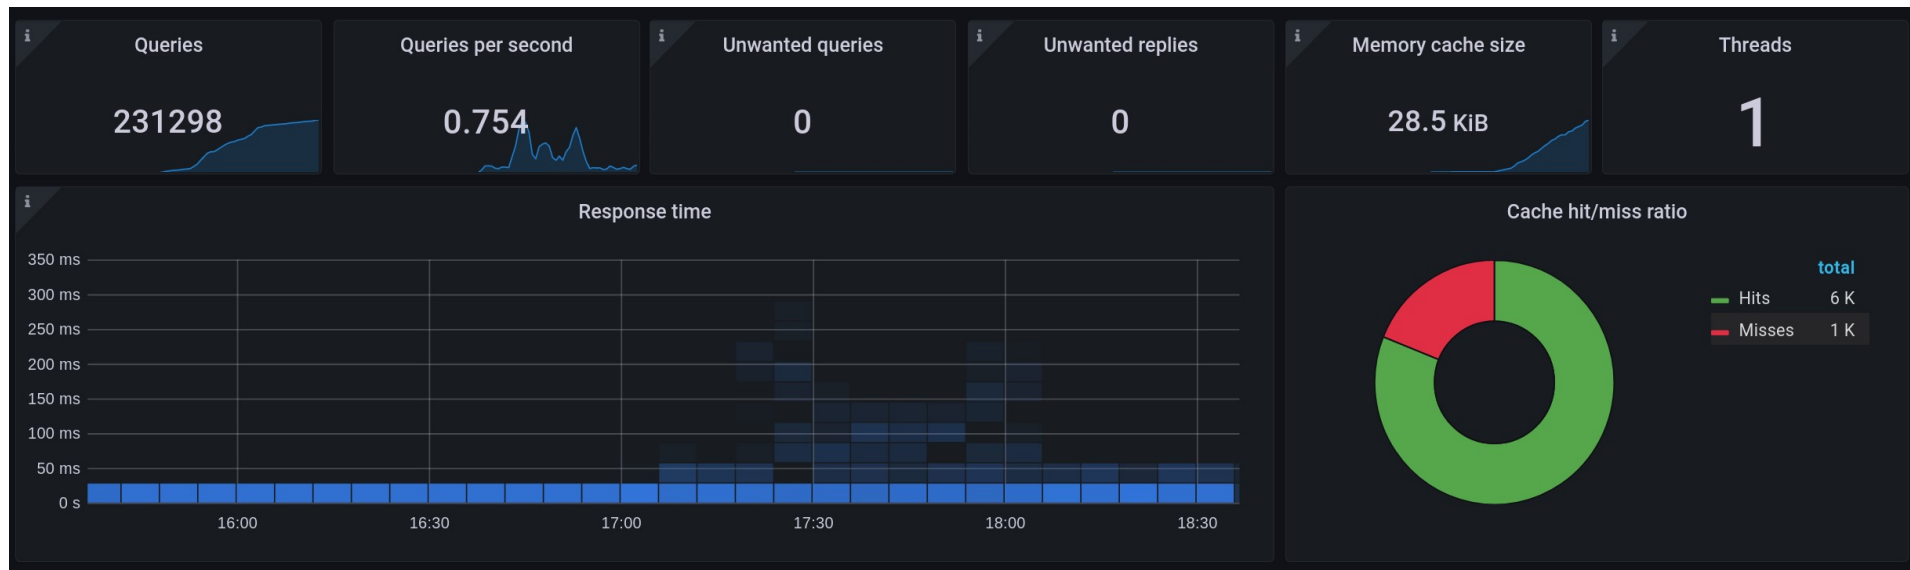 Queries
Queries per second
Unwanted queries
Unwanted replies
Memory cache size
Threads
231298
0.754
0
0
28.5 KiB
1
Response time
350 ms
300 ms
250 ms
200 ms
150 ms
100 ms
50 ms
0 s
16:00
16:30
17:00
17:30
18:00
18:30
Cache hit/miss ratio
total
Hits 6 K
Misses 1 K